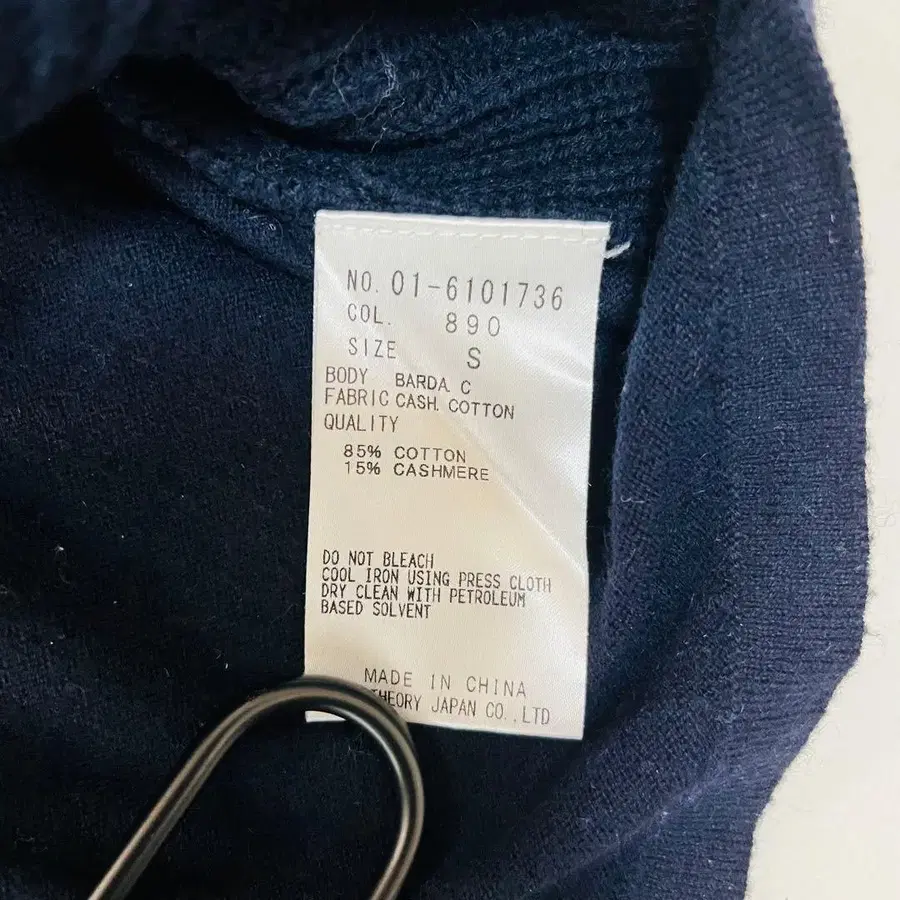 NO. 01-6101736
COL. 890
SIZE S
BODY BARDA. C
FABRIC CASH. COTTON
QUALITY
85% COTTON
15% CASHMERE
DO NOT BLEACH
COOL IRON USING PRESS CLOTH
DRY CLEAN WITH PETROLEUM
BASED SOLVENT
MADE IN CHINA
THEORY JAPAN CO.,LTD